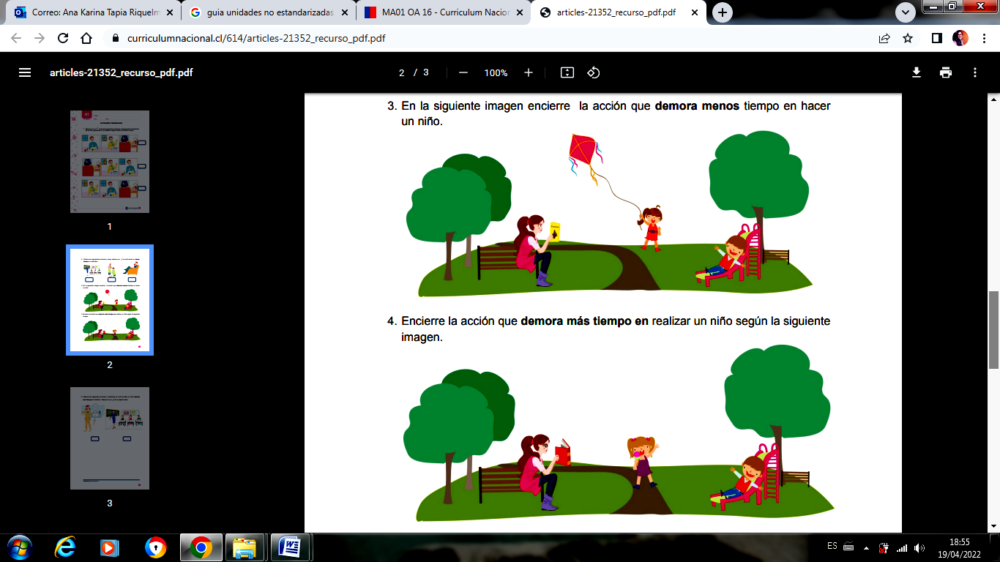 Correo: Ana Karina Tapia Riquelm
guia unidades no estandarizadas
MA01 OA 16 - Curriculum Nacion
articles-21352_recurso_pdf.pdf
curriculumnacional.cl/614/articles-21352_recurso_pdf.pdf
articles-21352_recurso_pdf.pdf
2 / 3
100%
1
2
3
3. En la siguiente imagen encierre la acción que demora menos tiempo en hacer
un niño.
4. Encierre la acción que demora más tiempo en realizar un niño según la siguiente
imagen.
ES
18:55
19/04/2022